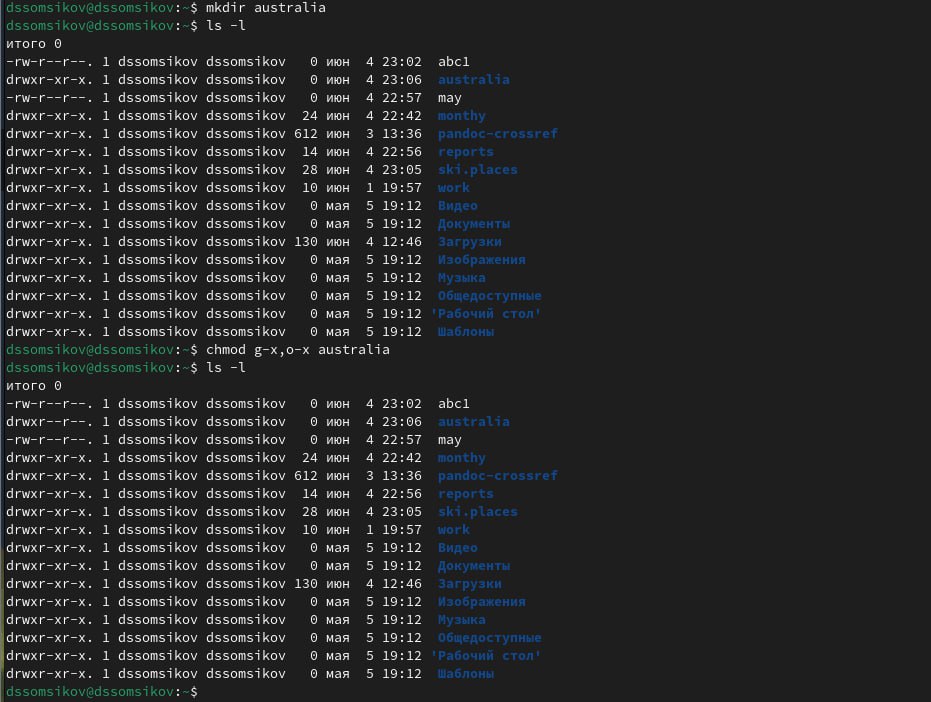 dssomsikov@dssomsikov:~$ mkdir australia
dssomsikov@dssomsikov:~$ ls -l
итого 0
-rw-r--r--. 1 dssomsikov dssomsikov   0 июн  4 23:02  abc1
drwxr-xr-x. 1 dssomsikov dssomsikov   0 июн  4 23:06  australia
-rw-r--r--. 1 dssomsikov dssomsikov   0 июн  4 22:57  may
drwxr-xr-x. 1 dssomsikov dssomsikov  24 июн  4 22:42  monthy
drwxr-xr-x. 1 dssomsikov dssomsikov 612 июн  3 13:36  pandoc-crossref
drwxr-xr-x. 1 dssomsikov dssomsikov  14 июн  4 22:56  reports
drwxr-xr-x. 1 dssomsikov dssomsikov  28 июн  4 23:05  ski.places
drwxr-xr-x. 1 dssomsikov dssomsikov  10 июн  1 19:57  work
drwxr-xr-x. 1 dssomsikov dssomsikov   0 мая  5 19:12  Видео
drwxr-xr-x. 1 dssomsikov dssomsikov   0 мая  5 19:12  Документы
drwxr-xr-x. 1 dssomsikov dssomsikov 130 июн  4 12:46  Загрузки
drwxr-xr-x. 1 dssomsikov dssomsikov   0 мая  5 19:12  Изображения
drwxr-xr-x. 1 dssomsikov dssomsikov   0 мая  5 19:12  Музыка
drwxr-xr-x. 1 dssomsikov dssomsikov   0 мая  5 19:12  Общедоступные
drwxr-xr-x. 1 dssomsikov dssomsikov   0 мая  5 19:12 'Рабочий стол'
drwxr-xr-x. 1 dssomsikov dssomsikov   0 мая  5 19:12  Шаблоны
dssomsikov@dssomsikov:~$ chmod g-x,o-x australia
dssomsikov@dssomsikov:~$ ls -l
итого 0
-rw-r--r--. 1 dssomsikov dssomsikov   0 июн  4 23:02  abc1
drwxr--r--. 1 dssomsikov dssomsikov   0 июн  4 23:06  australia
-rw-r--r--. 1 dssomsikov dssomsikov   0 июн  4 22:57  may
drwxr-xr-x. 1 dssomsikov dssomsikov  24 июн  4 22:42  monthy
drwxr-xr-x. 1 dssomsikov dssomsikov 612 июн  3 13:36  pandoc-crossref
drwxr-xr-x. 1 dssomsikov dssomsikov  14 июн  4 22:56  reports
drwxr-xr-x. 1 dssomsikov dssomsikov  28 июн  4 23:05  ski.places
drwxr-xr-x. 1 dssomsikov dssomsikov  10 июн  1 19:57  work
drwxr-xr-x. 1 dssomsikov dssomsikov   0 мая  5 19:12  Видео
drwxr-xr-x. 1 dssomsikov dssomsikov   0 мая  5 19:12  Документы
drwxr-xr-x. 1 dssomsikov dssomsikov 130 июн  4 12:46  Загрузки
drwxr-xr-x. 1 dssomsikov dssomsikov   0 мая  5 19:12  Изображения
drwxr-xr-x. 1 dssomsikov dssomsikov   0 мая  5 19:12  Музыка
drwxr-xr-x. 1 dssomsikov dssomsikov   0 мая  5 19:12  Общедоступные
drwxr-xr-x. 1 dssomsikov dssomsikov   0 мая  5 19:12 'Рабочий стол'
drwxr-xr-x. 1 dssomsikov dssomsikov   0 мая  5 19:12  Шаблоны
dssomsikov@dssomsikov:~$